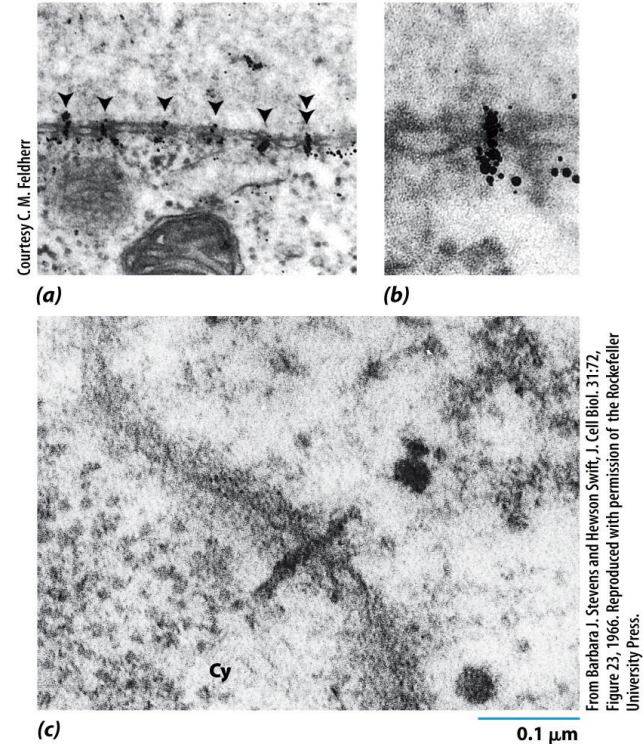 Courtesy C. M. Feldherr
(a)
(b)
From Barbara J. Stevens and Hewson Swift, J. Cell Biol. 31:72,
Figure 23, 1966. Reproduced with permission of the Rockefeller
University Press.
Cy
(c)
0.1 μm